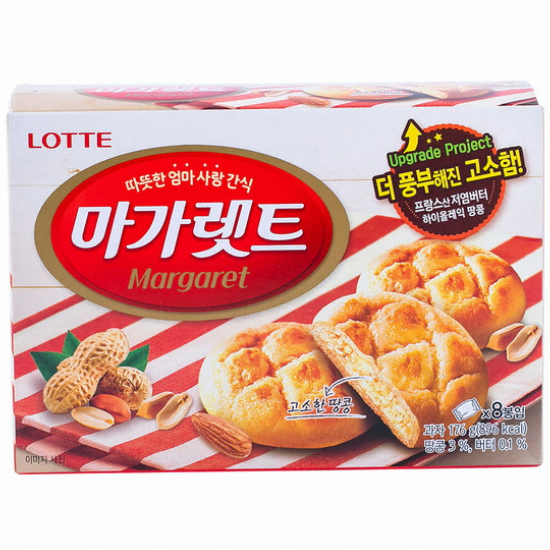 LOTTE
따뜻한 엄마 사랑 간식
마가렛트
Margaret
Upgrade Project
더 풍부해진 고소함!
프랑스산 저염버터
하이올레익 땅콩
고소한 땅콩
x8봉입
과자 176 g(896 kcal)
땅콩 3 %, 버터 0.1 %
이미지 사진